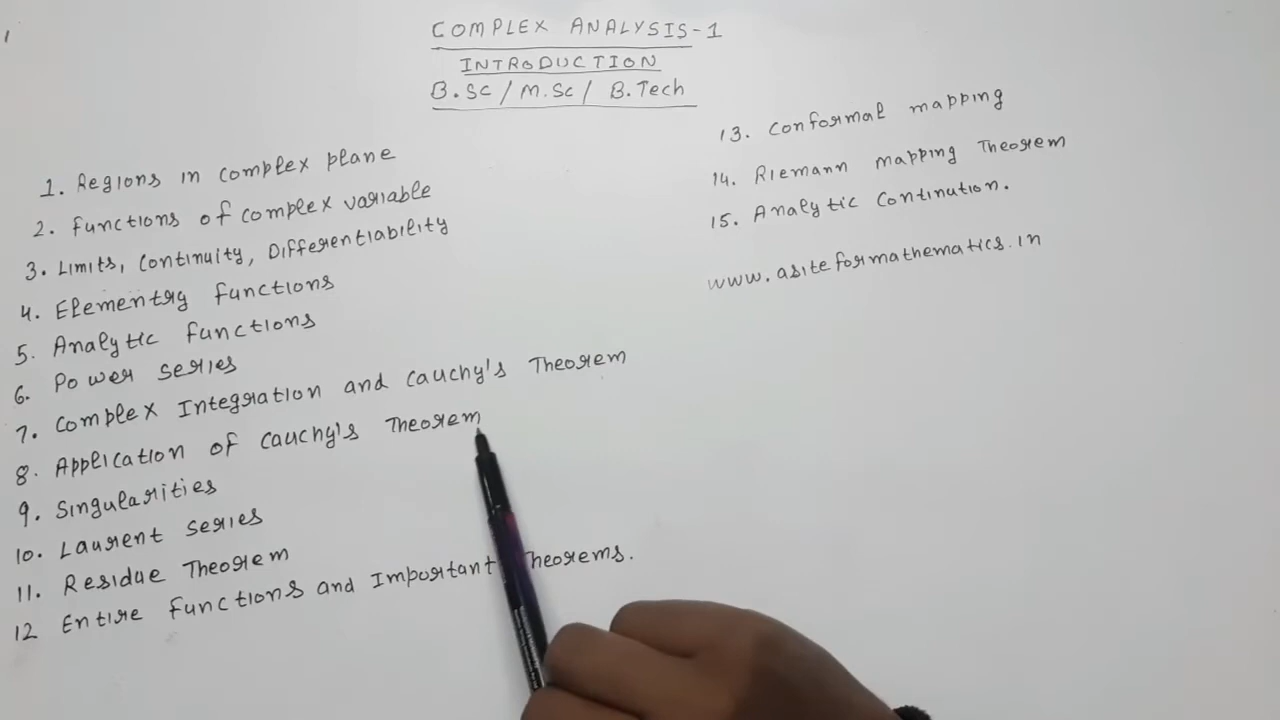 COMPLEX ANALYSIS-1
INTRODUCTION
B.Sc / M.Sc / B.Tech
1. Regions in complex plane
2. functions of complex variable
3. Limits, continuity, Differentiability
4. Elementry functions
5. Analytic functions
6. Power series
7. Complex Integration and Cauchy's Theorem
8. Application of Cauchy's Theorem
9. Singularities
10. Laurent series
11. Residue Theorem
12 Entire functions and Important Theorems.
13. Conformal mapping
14. Riemann mapping Theorem
15. Analytic Continution.
www.asiteformathematics.in